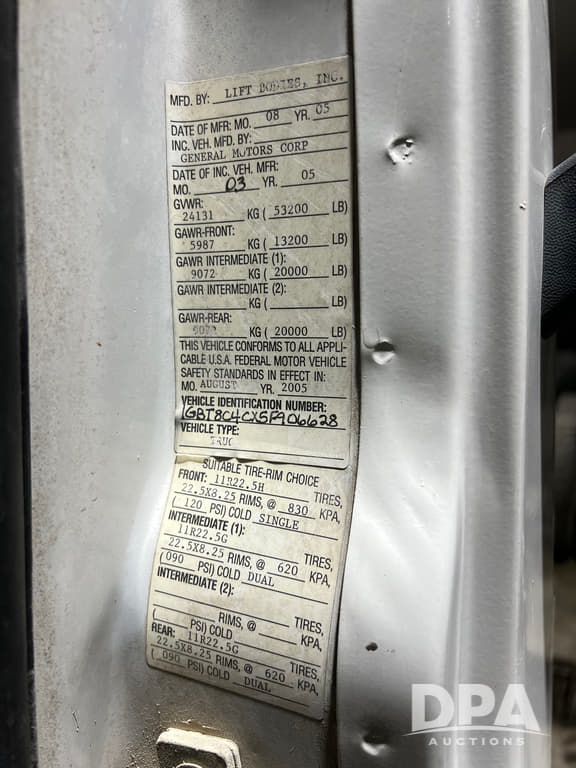 MFD. BY: LIFT BODIES, INC.
DATE OF MFR: MO. 08 YR. 05
INC. VEH. MFD. BY:
GENERAL MOTORS CORP
DATE OF INC. VEH. MFR:
MO. 03 YR. 05
GVWR:
24131 KG ( 53200 LB)
GAWR-FRONT:
5987 KG ( 13200 LB)
GAWR INTERMEDIATE (1):
9072 KG ( 20000 LB)
GAWR INTERMEDIATE (2):
KG ( LB)
GAWR-REAR:
9072 KG ( 20000 LB)
THIS VEHICLE CONFORMS TO ALL APPLI-
CABLE U.S.A. FEDERAL MOTOR VEHICLE
SAFETY STANDARDS IN EFFECT IN:
MO. AUGUST YR. 2005
VEHICLE IDENTIFICATION NUMBER:
1GBT8C4CX5F906628
VEHICLE TYPE:
TRUC
SUITABLE TIRE-RIM CHOICE
FRONT: 11R22.5H TIRES,
22.5X8.25 RIMS, @ 830 KPA,
( 120 PSI) COLD SINGLE
INTERMEDIATE (1):
11R22.5G TIRES,
22.5X8.25 RIMS, @ 620 KPA,
(090 PSI) COLD DUAL
INTERMEDIATE (2):
TIRES,
RIMS, @ KPA,
( PSI) COLD
REAR: 11R22.5G TIRES,
22.5X8.25 RIMS, @ 620 KPA,
( 090 PSI) COLD DUAL
DPA
AUCTIONS